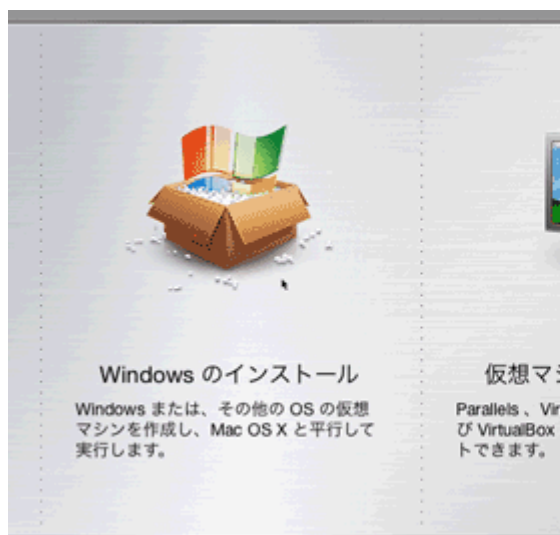 Windows のインストール
Windows または、その他の OS の仮想
マシンを作成し、Mac OS X と平行して
実行します。
仮想マ
Parallels 、Vir
び VirtualBox
トできます。